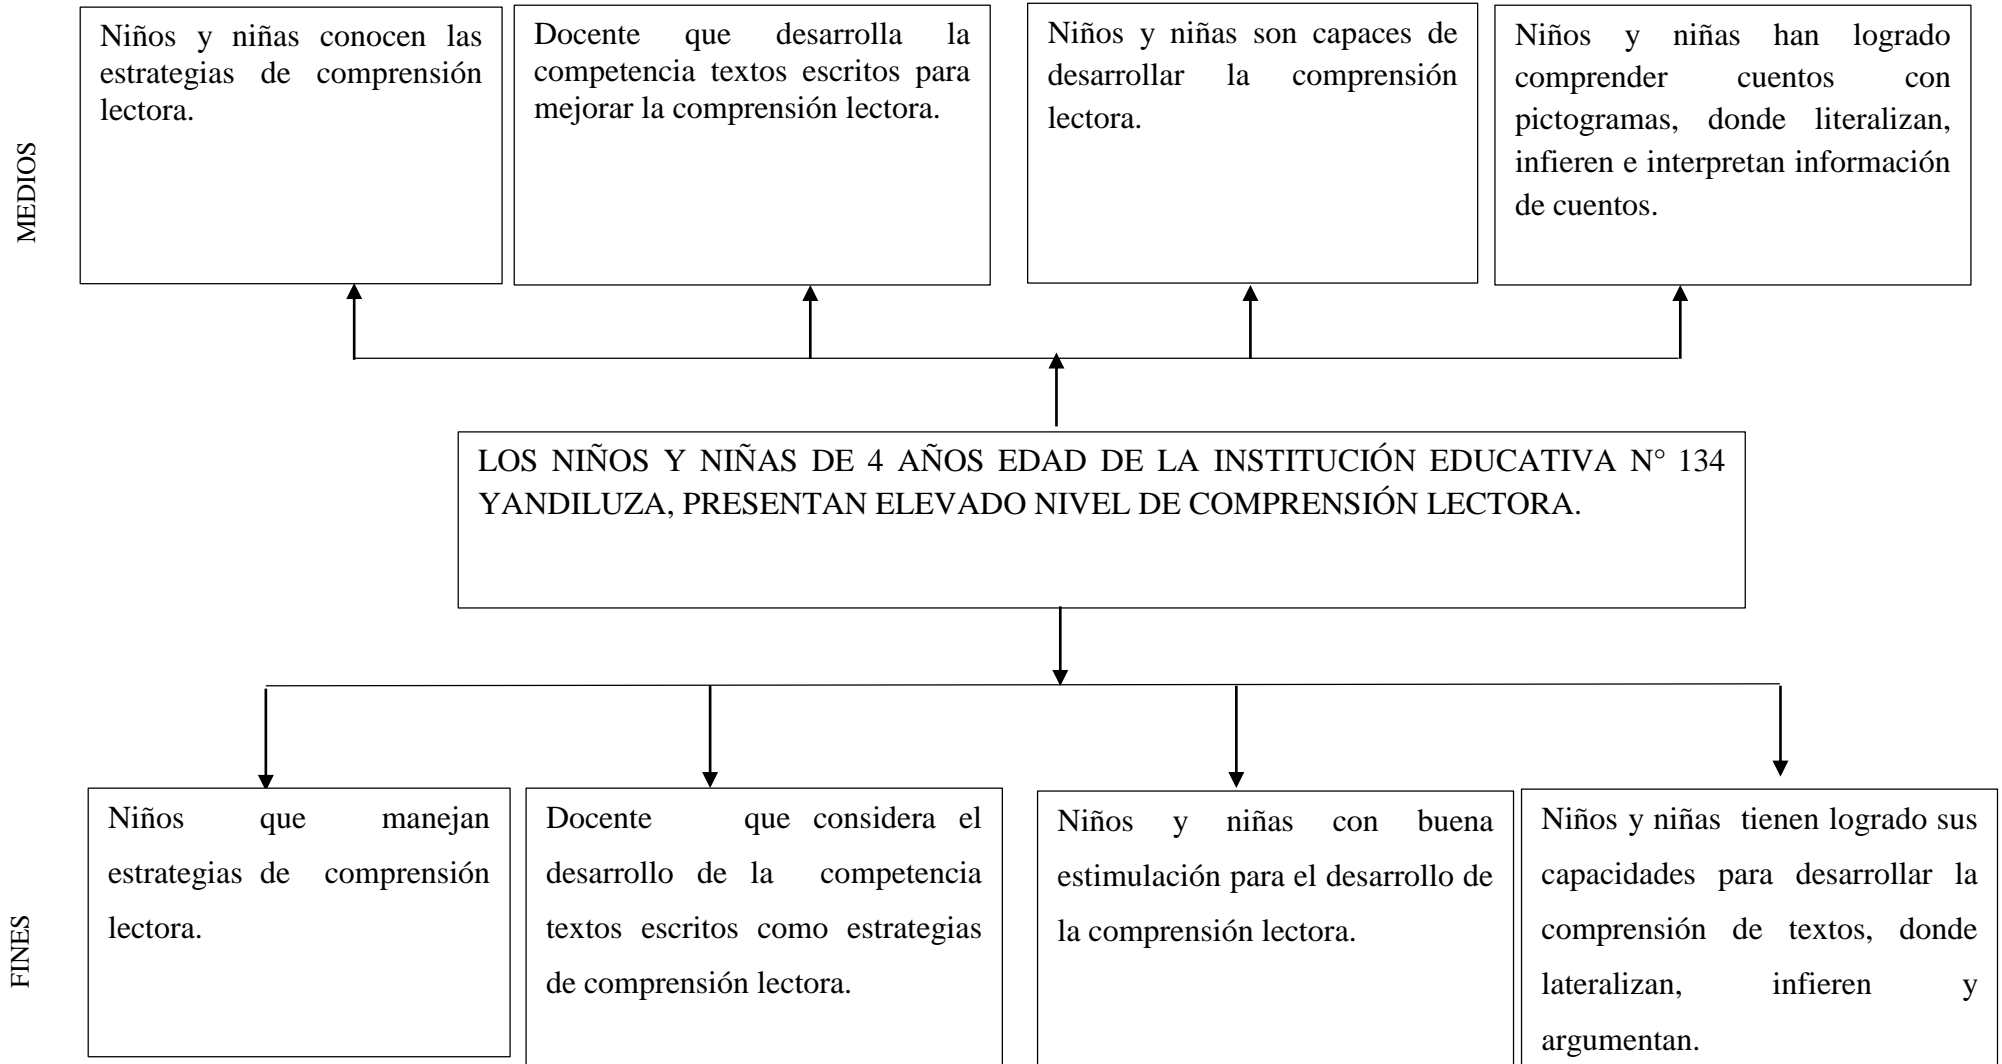 MEDIOS
Niños y niñas conocen las
estrategias de comprensión
lectora.
Docente que desarrolla la
competencia textos escritos para
mejorar la comprensión lectora.
Niños y niñas son capaces de
desarrollar la comprensión
lectora.
Niños y niñas han logrado
comprender cuentos con
pictogramas, donde literalizan,
infieren e interpretan información
de cuentos.
LOS NIÑOS Y NIÑAS DE 4 AÑOS EDAD DE LA INSTITUCIÓN EDUCATIVA N° 134
YANDILUZA, PRESENTAN ELEVADO NIVEL DE COMPRENSIÓN LECTORA.
FINES
Niños que manejan
estrategias de comprensión
lectora.
Docente que considera el
desarrollo de la competencia
textos escritos como estrategias
de comprensión lectora.
Niños y niñas con buena
estimulación para el desarrollo de
la comprensión lectora.
Niños y niñas tienen logrado sus
capacidades para desarrollar la
comprensión de textos, donde
lateralizan, infieren y
argumentan.